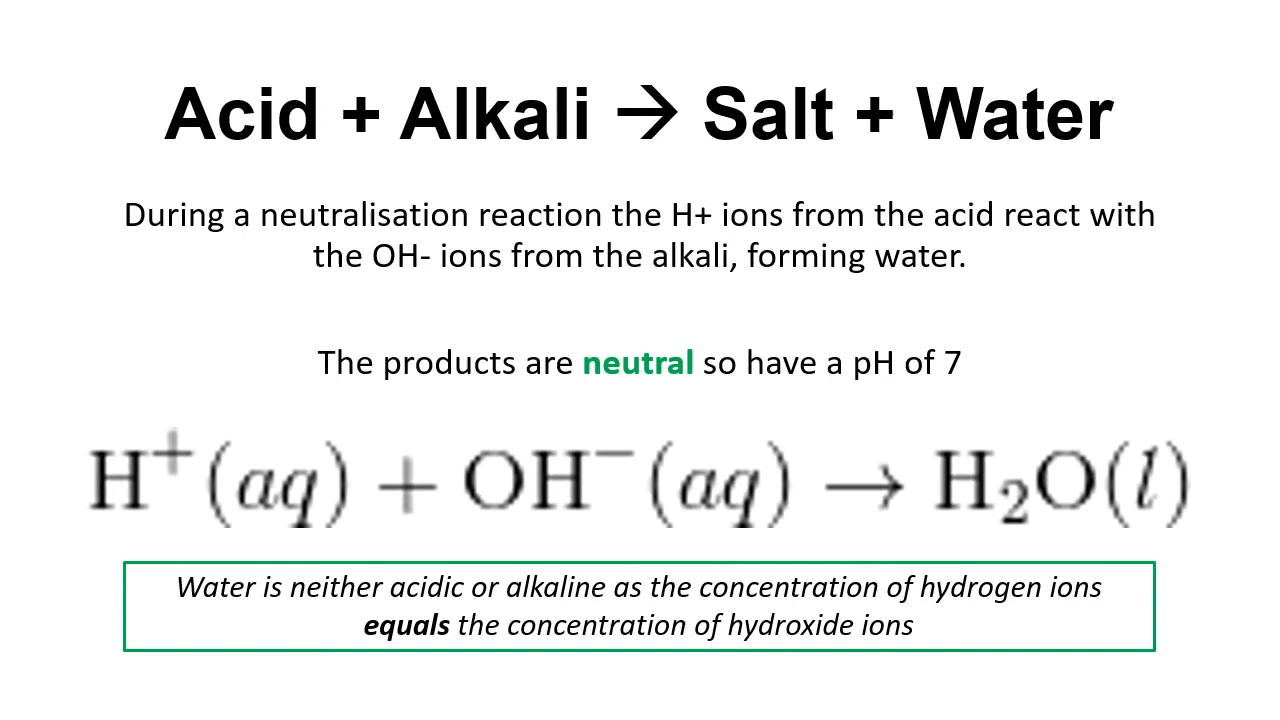 Acid + Alkali → Salt + Water
During a neutralisation reaction the H+ ions from the acid react with
the OH- ions from the alkali, forming water.
The products are neutral so have a pH of 7
H⁺(aq) + OH⁻(aq) → H₂O(l)
Water is neither acidic or alkaline as the concentration of hydrogen ions
equals the concentration of hydroxide ions